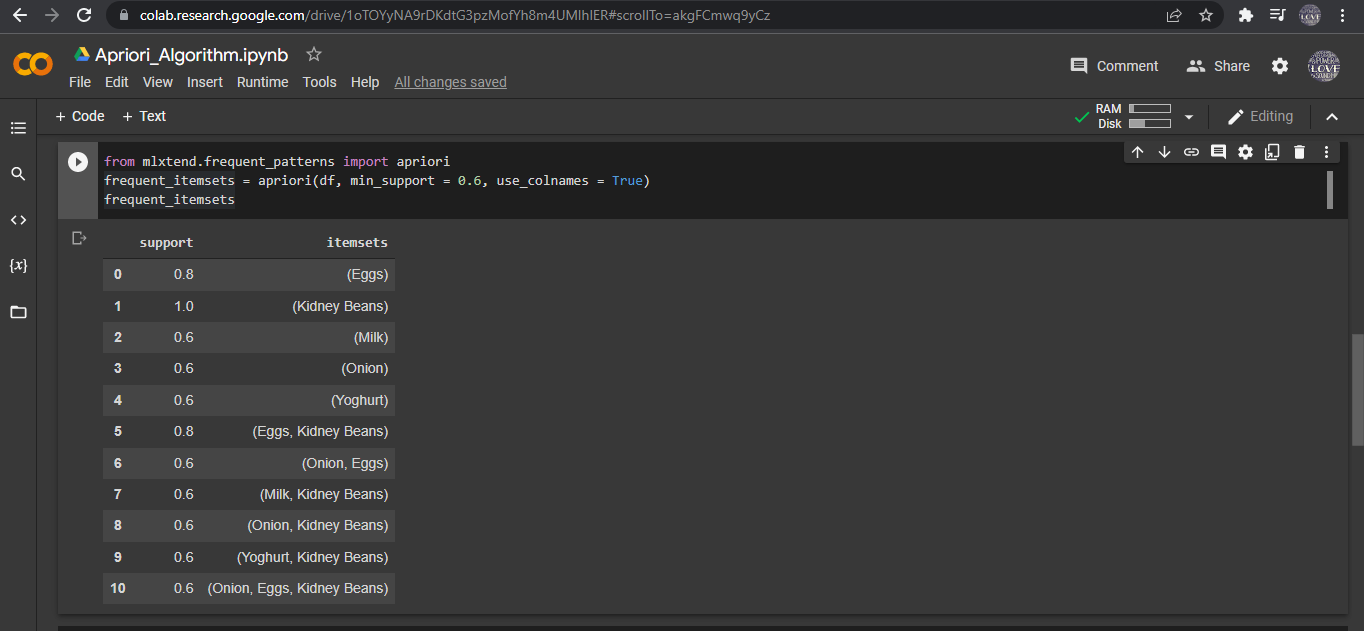 colab.research.google.com/drive/1oTOYyNA9rDKdtG3pzMofYh8m4UMIhIER#scrollTo=akgFCmwq9yCz
Apriori_Algorithm.ipynb
File Edit View Insert Runtime Tools Help All changes saved
Comment Share
+ Code + Text
RAM
Disk
Editing
from mlxtend.frequent_patterns import apriori
frequent_itemsets = apriori(df, min_support = 0.6, use_colnames = True)
frequent_itemsets
support itemsets
0 0.8 (Eggs)
1 1.0 (Kidney Beans)
2 0.6 (Milk)
3 0.6 (Onion)
4 0.6 (Yoghurt)
5 0.8 (Eggs, Kidney Beans)
6 0.6 (Onion, Eggs)
7 0.6 (Milk, Kidney Beans)
8 0.6 (Onion, Kidney Beans)
9 0.6 (Yoghurt, Kidney Beans)
10 0.6 (Onion, Eggs, Kidney Beans)